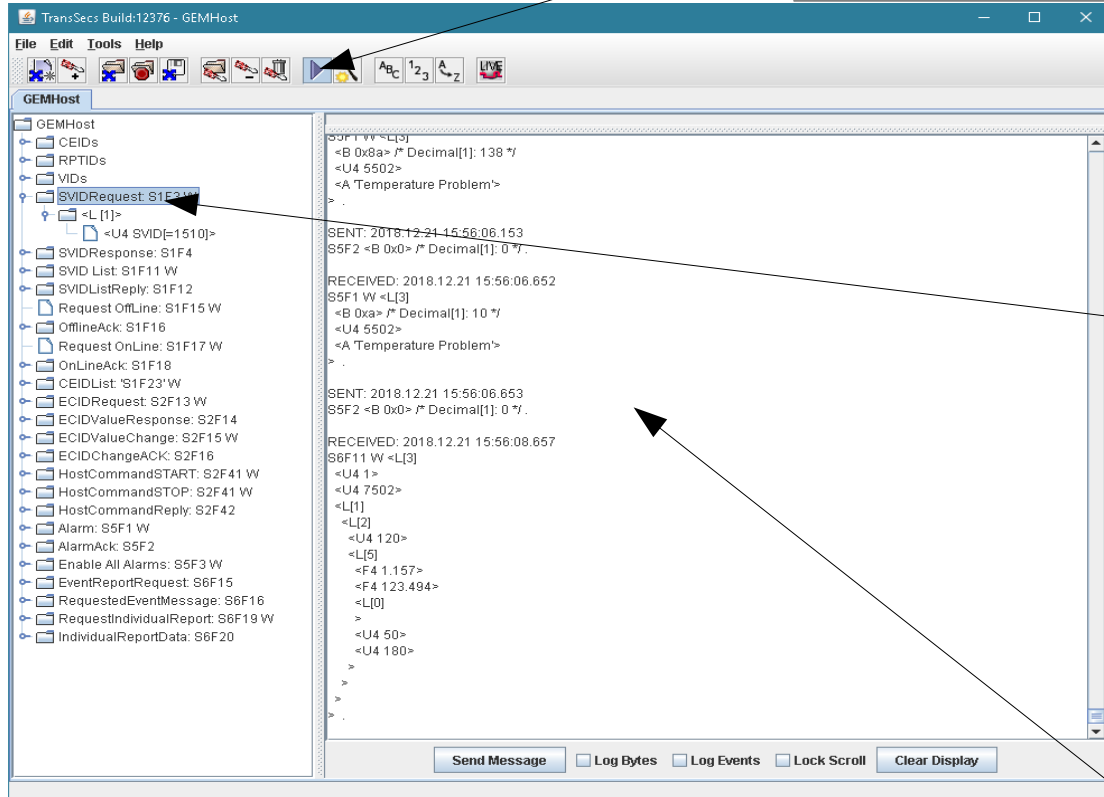 TransSecs Build:12376 - GEMHost
File Edit Tools Help
ABC 123 A Z LIVE
GEMHost
GEMHost
CEIDs
RPTIDs
VIDs
SVIDRequest: S1F3 W
<L [1]>
<U4 SVID[=1510]>
SVIDResponse: S1F4
SVID List: S1F11 W
SVIDListReply: S1F12
Request OffLine: S1F15 W
OfflineAck: S1F16
Request OnLine: S1F17 W
OnLineAck: S1F18
CEIDList: 'S1F23' W
ECIDRequest: S2F13 W
ECIDValueResponse: S2F14
ECIDValueChange: S2F15 W
ECIDChangeACK: S2F16
HostCommandSTART: S2F41 W
HostCommandSTOP: S2F41 W
HostCommandReply: S2F42
Alarm: S5F1 W
AlarmAck: S5F2
Enable All Alarms: S5F3 W
EventReportRequest: S6F15
RequestedEventMessage: S6F16
RequestIndividualReport: S6F19 W
IndividualReportData: S6F20
S5F1 W <L[3]
<B 0x8a> /* Decimal[1]: 138 */
<U4 5502>
<A 'Temperature Problem'>
> .
SENT: 2018.12.21 15:56:06.153
S5F2 <B 0x0> /* Decimal[1]: 0 */ .
RECEIVED: 2018.12.21 15:56:06.652
S5F1 W <L[3]
<B 0xa> /* Decimal[1]: 10 */
<U4 5502>
<A 'Temperature Problem'>
> .
SENT: 2018.12.21 15:56:06.653
S5F2 <B 0x0> /* Decimal[1]: 0 */ .
RECEIVED: 2018.12.21 15:56:08.657
S6F11 W <L[3]
<U4 1>
<U4 7502>
<L[1]
<L[2]
<U4 120>
<L[5]
<F4 1.157>
<F4 123.494>
<L[0]
>
<U4 50>
<U4 180>
>
>
>
> .
Send Message Log Bytes Log Events Lock Scroll Clear Display